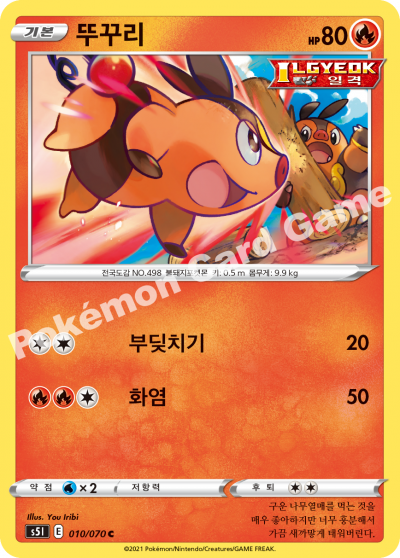 기본
뚜꾸리
HP 80
ILGYEOK
일격
전국도감 NO.498 불돼지포켓몬 키: 0.5 m 몸무게: 9.9 kg
Pokémon Card Game
부딪치기 20
화염 50
약점 ×2 저항력 후퇴
Illus. You Iribi
s5I E 010/070 C
구운 나무열매를 먹는 것을
매우 좋아하지만 너무 흥분해서
가끔 새까맣게 태워버린다.
©2021 Pokémon/Nintendo/Creatures/GAME FREAK.